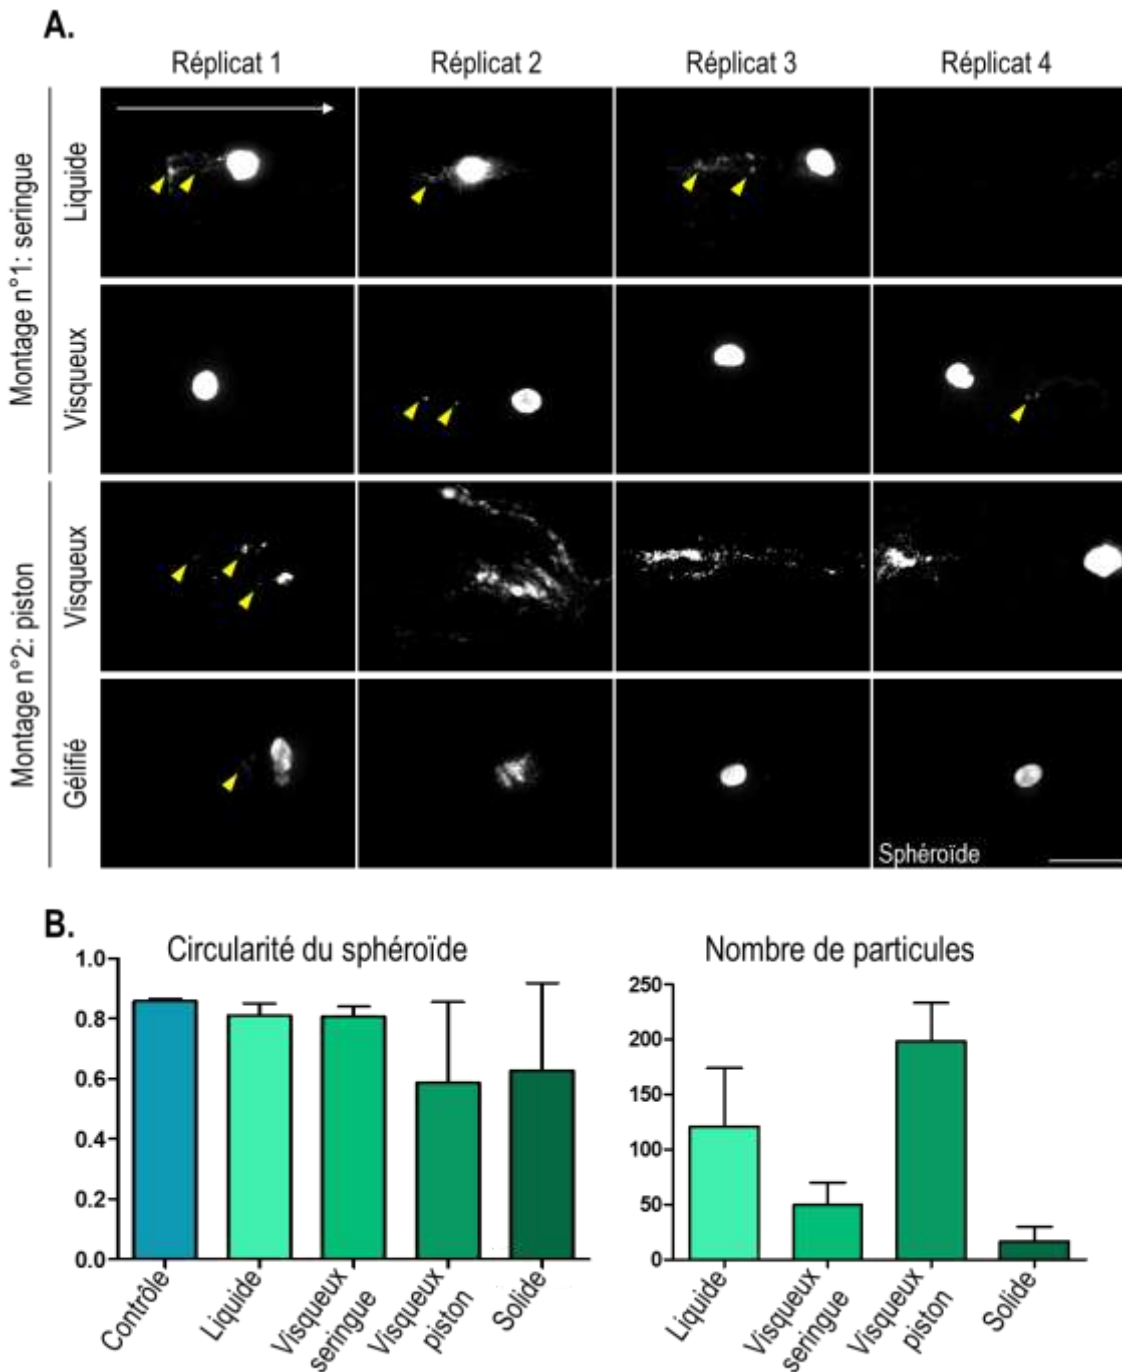 A.
Réplicat 1
Réplicat 2
Réplicat 3
Réplicat 4
Montage n°1: seringue
Liquide
Visqueux
Montage n°2: piston
Visqueux
Gélifié
Sphéroïde
B.
Circularité du sphéroïde
1.0
0.8
0.6
0.4
0.2
0.0
Contrôle
Liquide
Visqueux
seringue
Visqueux
piston
Solide
Nombre de particules
250
200
150
100
50
0
Liquide
Visqueux
seringue
Visqueux
piston
Solide